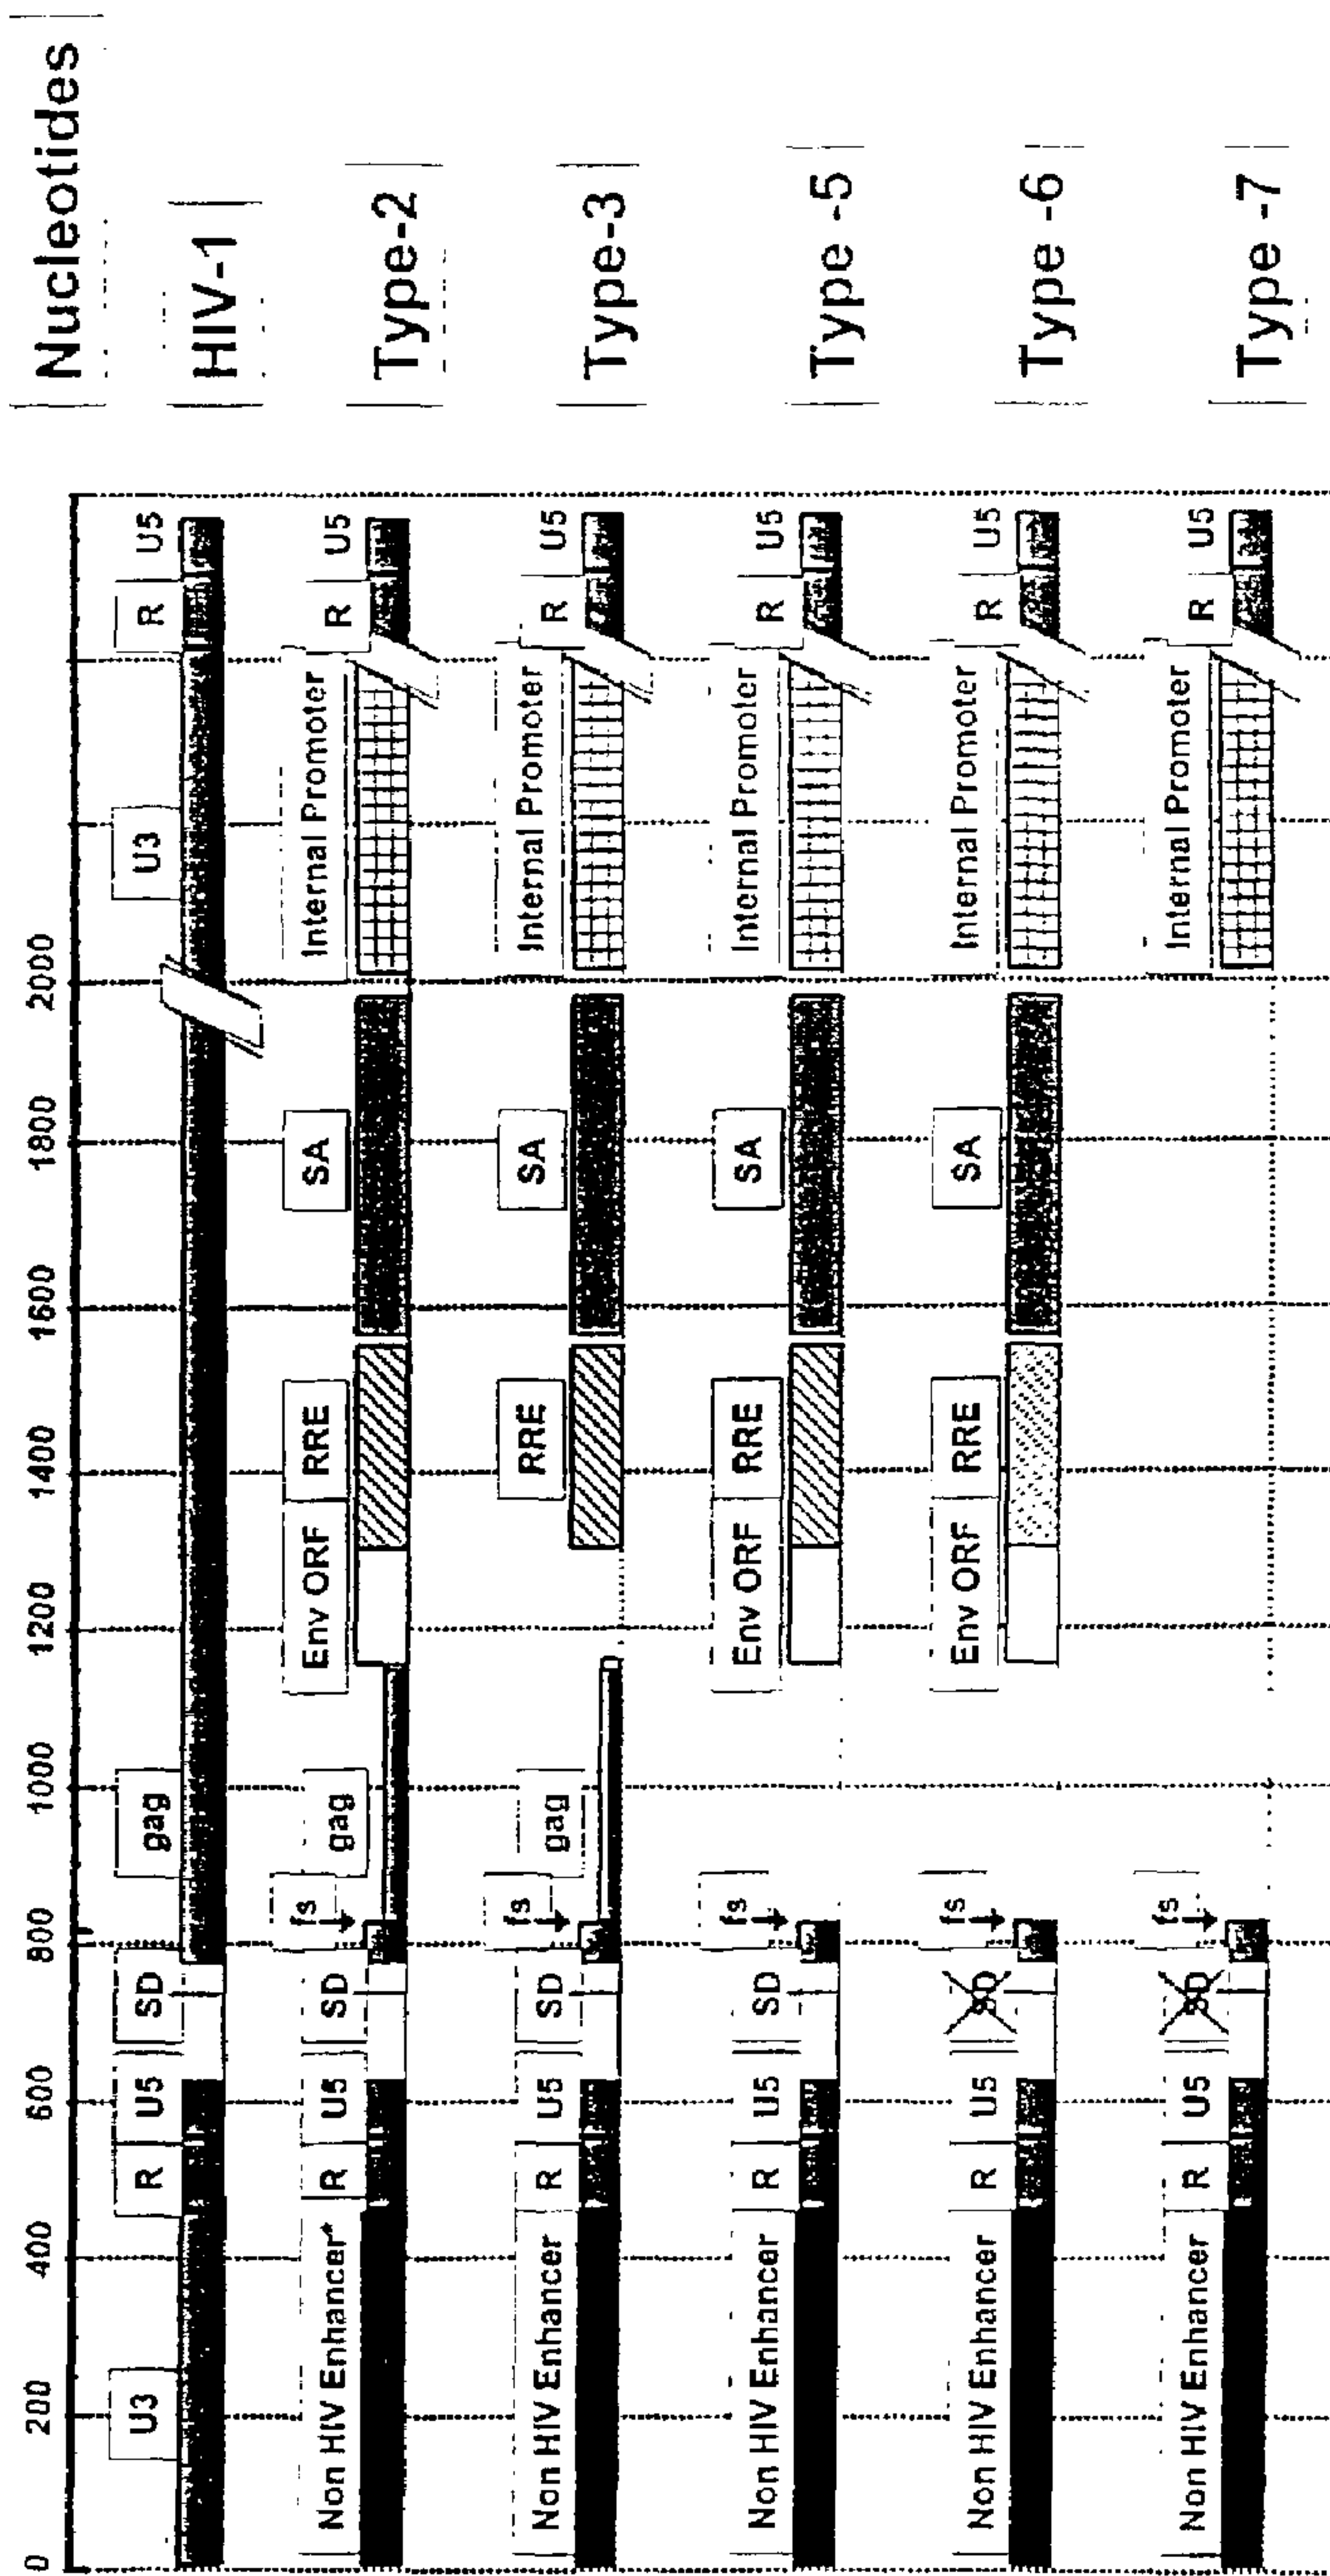 Nucleotides
0 200 400 600 800 1000 1200 1400 1600 1800 2000
HIV-1
U3 R U5 SD gag U3 R U5
Type-2
Non HIV Enhancer* R U5 SD fs gag Env ORF RRE SA Internal Promoter R U5
Type-3
Non HIV Enhancer R U5 SD fs gag RRE SA Internal Promoter R U5
Type -5
Non HIV Enhancer R U5 SD fs Env ORF RRE SA Internal Promoter R U5
Type -6
Non HIV Enhancer R U5 SD fs Env ORF RRE SA Internal Promoter R U5
Type -7
Non HIV Enhancer R U5 SD fs Internal Promoter R U5